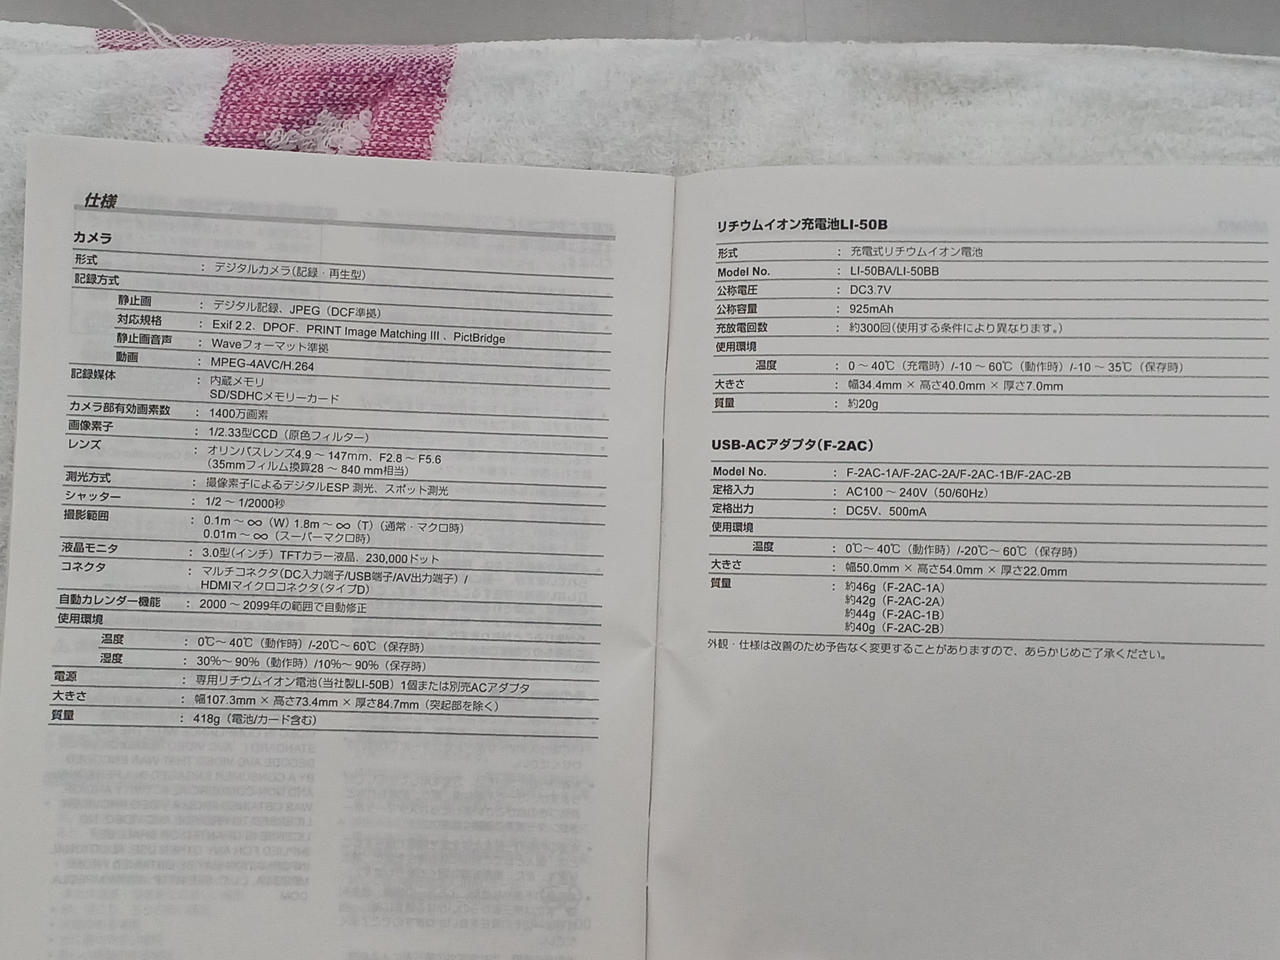 仕様
カメラ
形式 : デジタルカメラ(記録・再生型)
記録方式
静止画 : デジタル記録、JPEG(DCF準拠)
対応規格 : Exif 2 2、DPOF、PRINT Image Matching III 、PictBridge
静止画音声 : Waveフォーマット準拠
動画 : MPEG-4AVC/H.264
記録媒体 : 内蔵メモリ
SD/SDHCメモリーカード
カメラ部有効画素数 : 1400万画素
画像素子 : 1/2.33型CCD(原色フィルター)
レンズ : オリンパスレンズ4.9 ~ 147mm、F2.8 ~ F5.6
(35mmフィルム換算28 ~ 840 mm相当)
測光方式 : 撮像素子によるデジタルESP 測光、スポット測光
シャッター : 1/2 ~ 1/2000秒
撮影範囲 : 0.1m ~ ∞(W) 1.8m ~ ∞(T)(通常・マクロ時)
0.01m ~ ∞(スーパーマクロ時)
液晶モニタ : 3.0型(インチ)TFTカラー液晶、230,000ドット
コネクタ : マルチコネクタ(DC入力端子/USB端子/AV出力端子)/
HDMIマイクロコネクタ(タイプD)
自動カレンダー機能 : 2000 ~ 2099年の範囲で自動修正
使用環境
温度 : 0℃~ 40℃(動作時)/-20℃~ 60℃(保存時)
湿度 : 30%~ 90%(動作時)/10%~ 90%(保存時)
電源 : 専用リチウムイオン電池(当社製LI-50B) 1個または別売ACアダプタ
大きさ : 幅107.3mm × 高さ73.4mm × 厚さ84.7mm(突起部を除く)
質量 : 418g(電池/カード含む)
リチウムイオン充電池LI-50B
形式 : 充電式リチウムイオン電池
Model No. : LI-50BA/LI-50BB
公称電圧 : DC3.7V
公称容量 : 925mAh
充放電回数 : 約300回(使用する条件により異なります。)
使用環境
温度 : 0 ~ 40℃(充電時)/-10 ~ 60℃(動作時)/-10 ~ 35℃(保存時)
大きさ : 幅34.4mm × 高さ40.0mm × 厚さ7.0mm
質量 : 約20g
USB-ACアダプタ(F-2AC)
Model No. : F-2AC-1A/F-2AC-2A/F-2AC-1B/F-2AC-2B
定格入力 : AC100 ~ 240V(50/60Hz)
定格出力 : DC5V、500mA
使用環境
温度 : 0℃~ 40℃(動作時)/-20℃~ 60℃(保存時)
大きさ : 幅50.0mm × 高さ54.0mm × 厚さ22.0mm
質量 : 約46g(F-2AC-1A)
約42g(F-2AC-2A)
約44g(F-2AC-1B)
約40g(F-2AC-2B)
外観・仕様は改善のため予告なく変更することがありますので、あらかじめご了承ください。